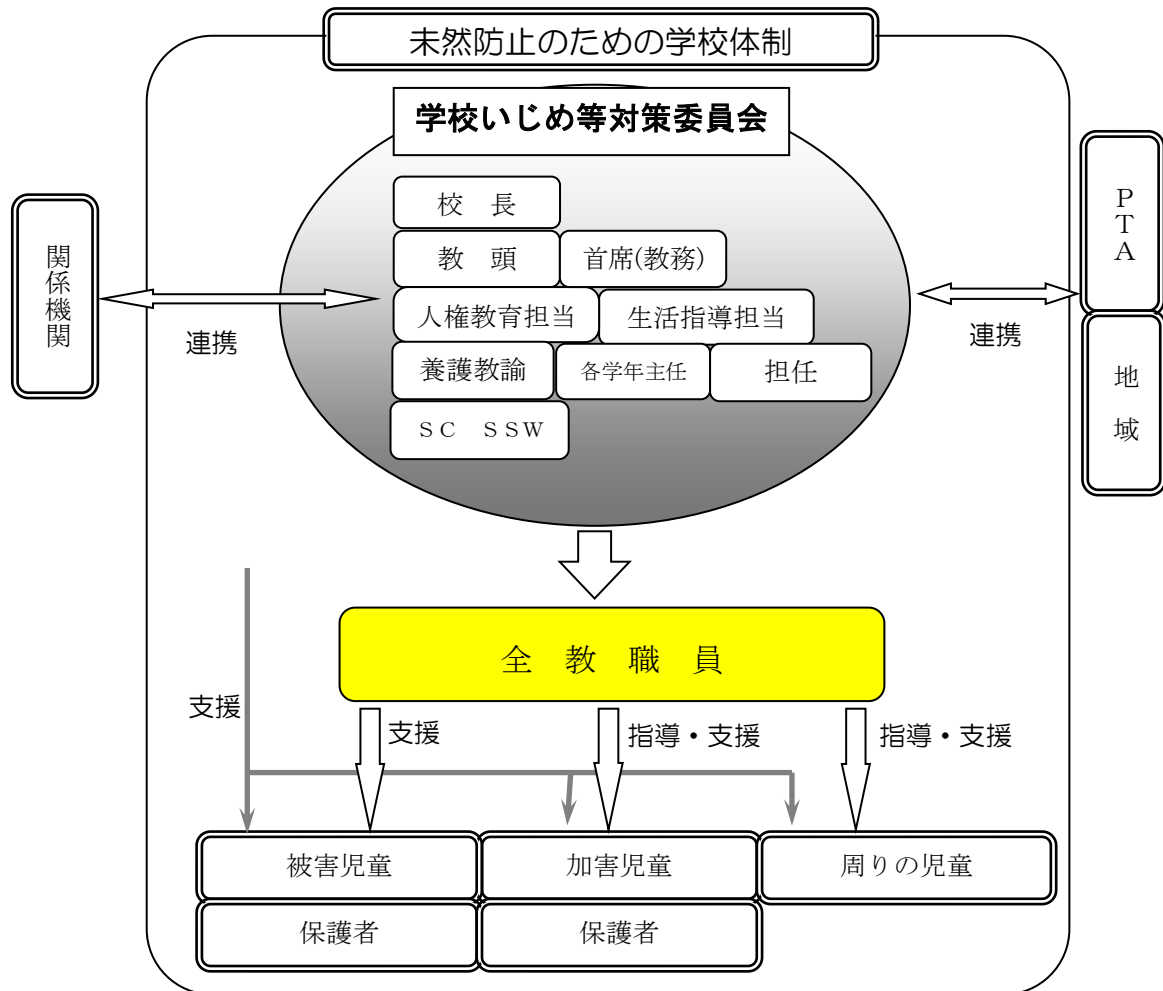 未然防止のための学校体制
学校いじめ等対策委員会
校 長
教 頭
首席(教務)
人権教育担当
生活指導担当
養護教諭
各学年主任
担任
ＳＣ ＳＳＷ
関係機関
連携
連携
ＰＴＡ
地域
全 教 職 員
支援
支援
指導・支援
指導・支援
被害児童
加害児童
周りの児童
保護者
保護者